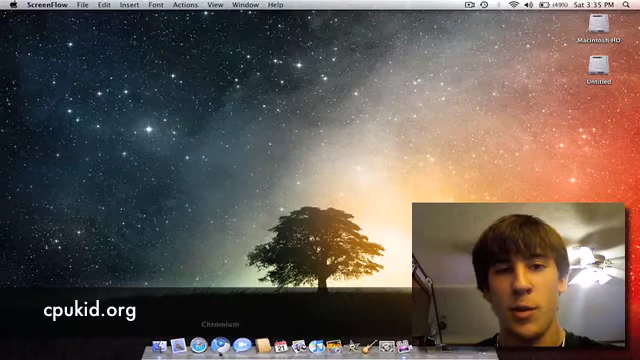 ScreenFlow File Edit Insert Font Actions View Window Help (49%) Sat 3:35 PM
Macintosh HD
Untitled
cpukid.org
Chromium